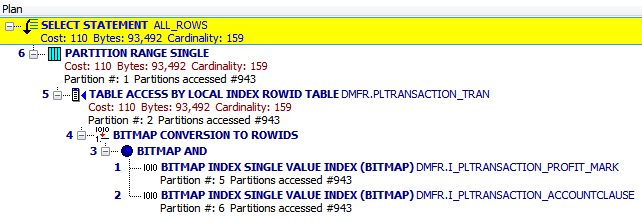 Plan
SELECT STATEMENT ALL_ROWS
Cost: 110 Bytes: 93,492 Cardinality: 159
6 PARTITION RANGE SINGLE
Cost: 110 Bytes: 93,492 Cardinality: 159
Partition #: 1 Partitions accessed #943
5 TABLE ACCESS BY LOCAL INDEX ROWID TABLE DMFR.PLTRANSACTION_TRAN
Cost: 110 Bytes: 93,492 Cardinality: 159
Partition #: 2 Partitions accessed #943
4 BITMAP CONVERSION TO ROWIDS
3 BITMAP AND
1 BITMAP INDEX SINGLE VALUE INDEX (BITMAP) DMFR.I_PLTRANSACTION_PROFIT_MARK
Partition #: 5 Partitions accessed #943
2 BITMAP INDEX SINGLE VALUE INDEX (BITMAP) DMFR.I_PLTRANSACTION_ACCOUNTCLAUSE
Partition #: 6 Partitions accessed #943